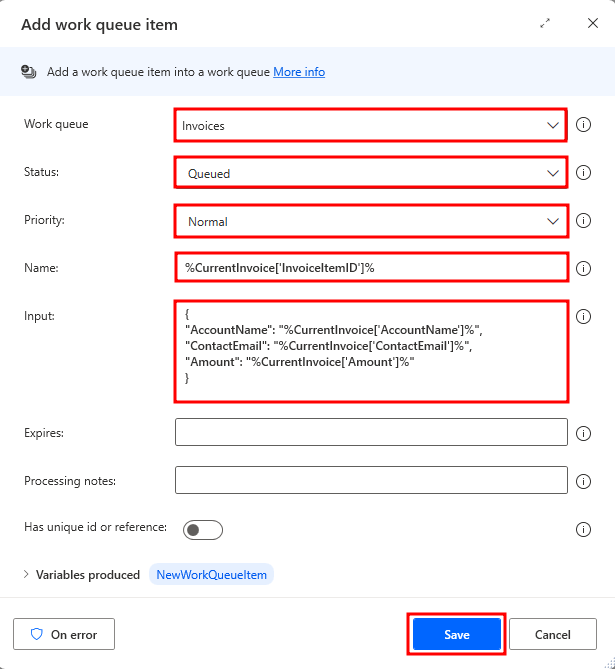 Add work queue item
Add a work queue item into a work queue More info
Work queue
Invoices
Status:
Queued
Priority:
Normal
Name:
%CurrentInvoice['InvoiceItemID']%
Input:
{
"AccountName": "%CurrentInvoice['AccountName']%",
"ContactEmail": "%CurrentInvoice['ContactEmail']%",
"Amount": "%CurrentInvoice['Amount']%"
}
Expires:
Processing notes:
Has unique id or reference:
Variables produced NewWorkQueueItem
On error
Save
Cancel